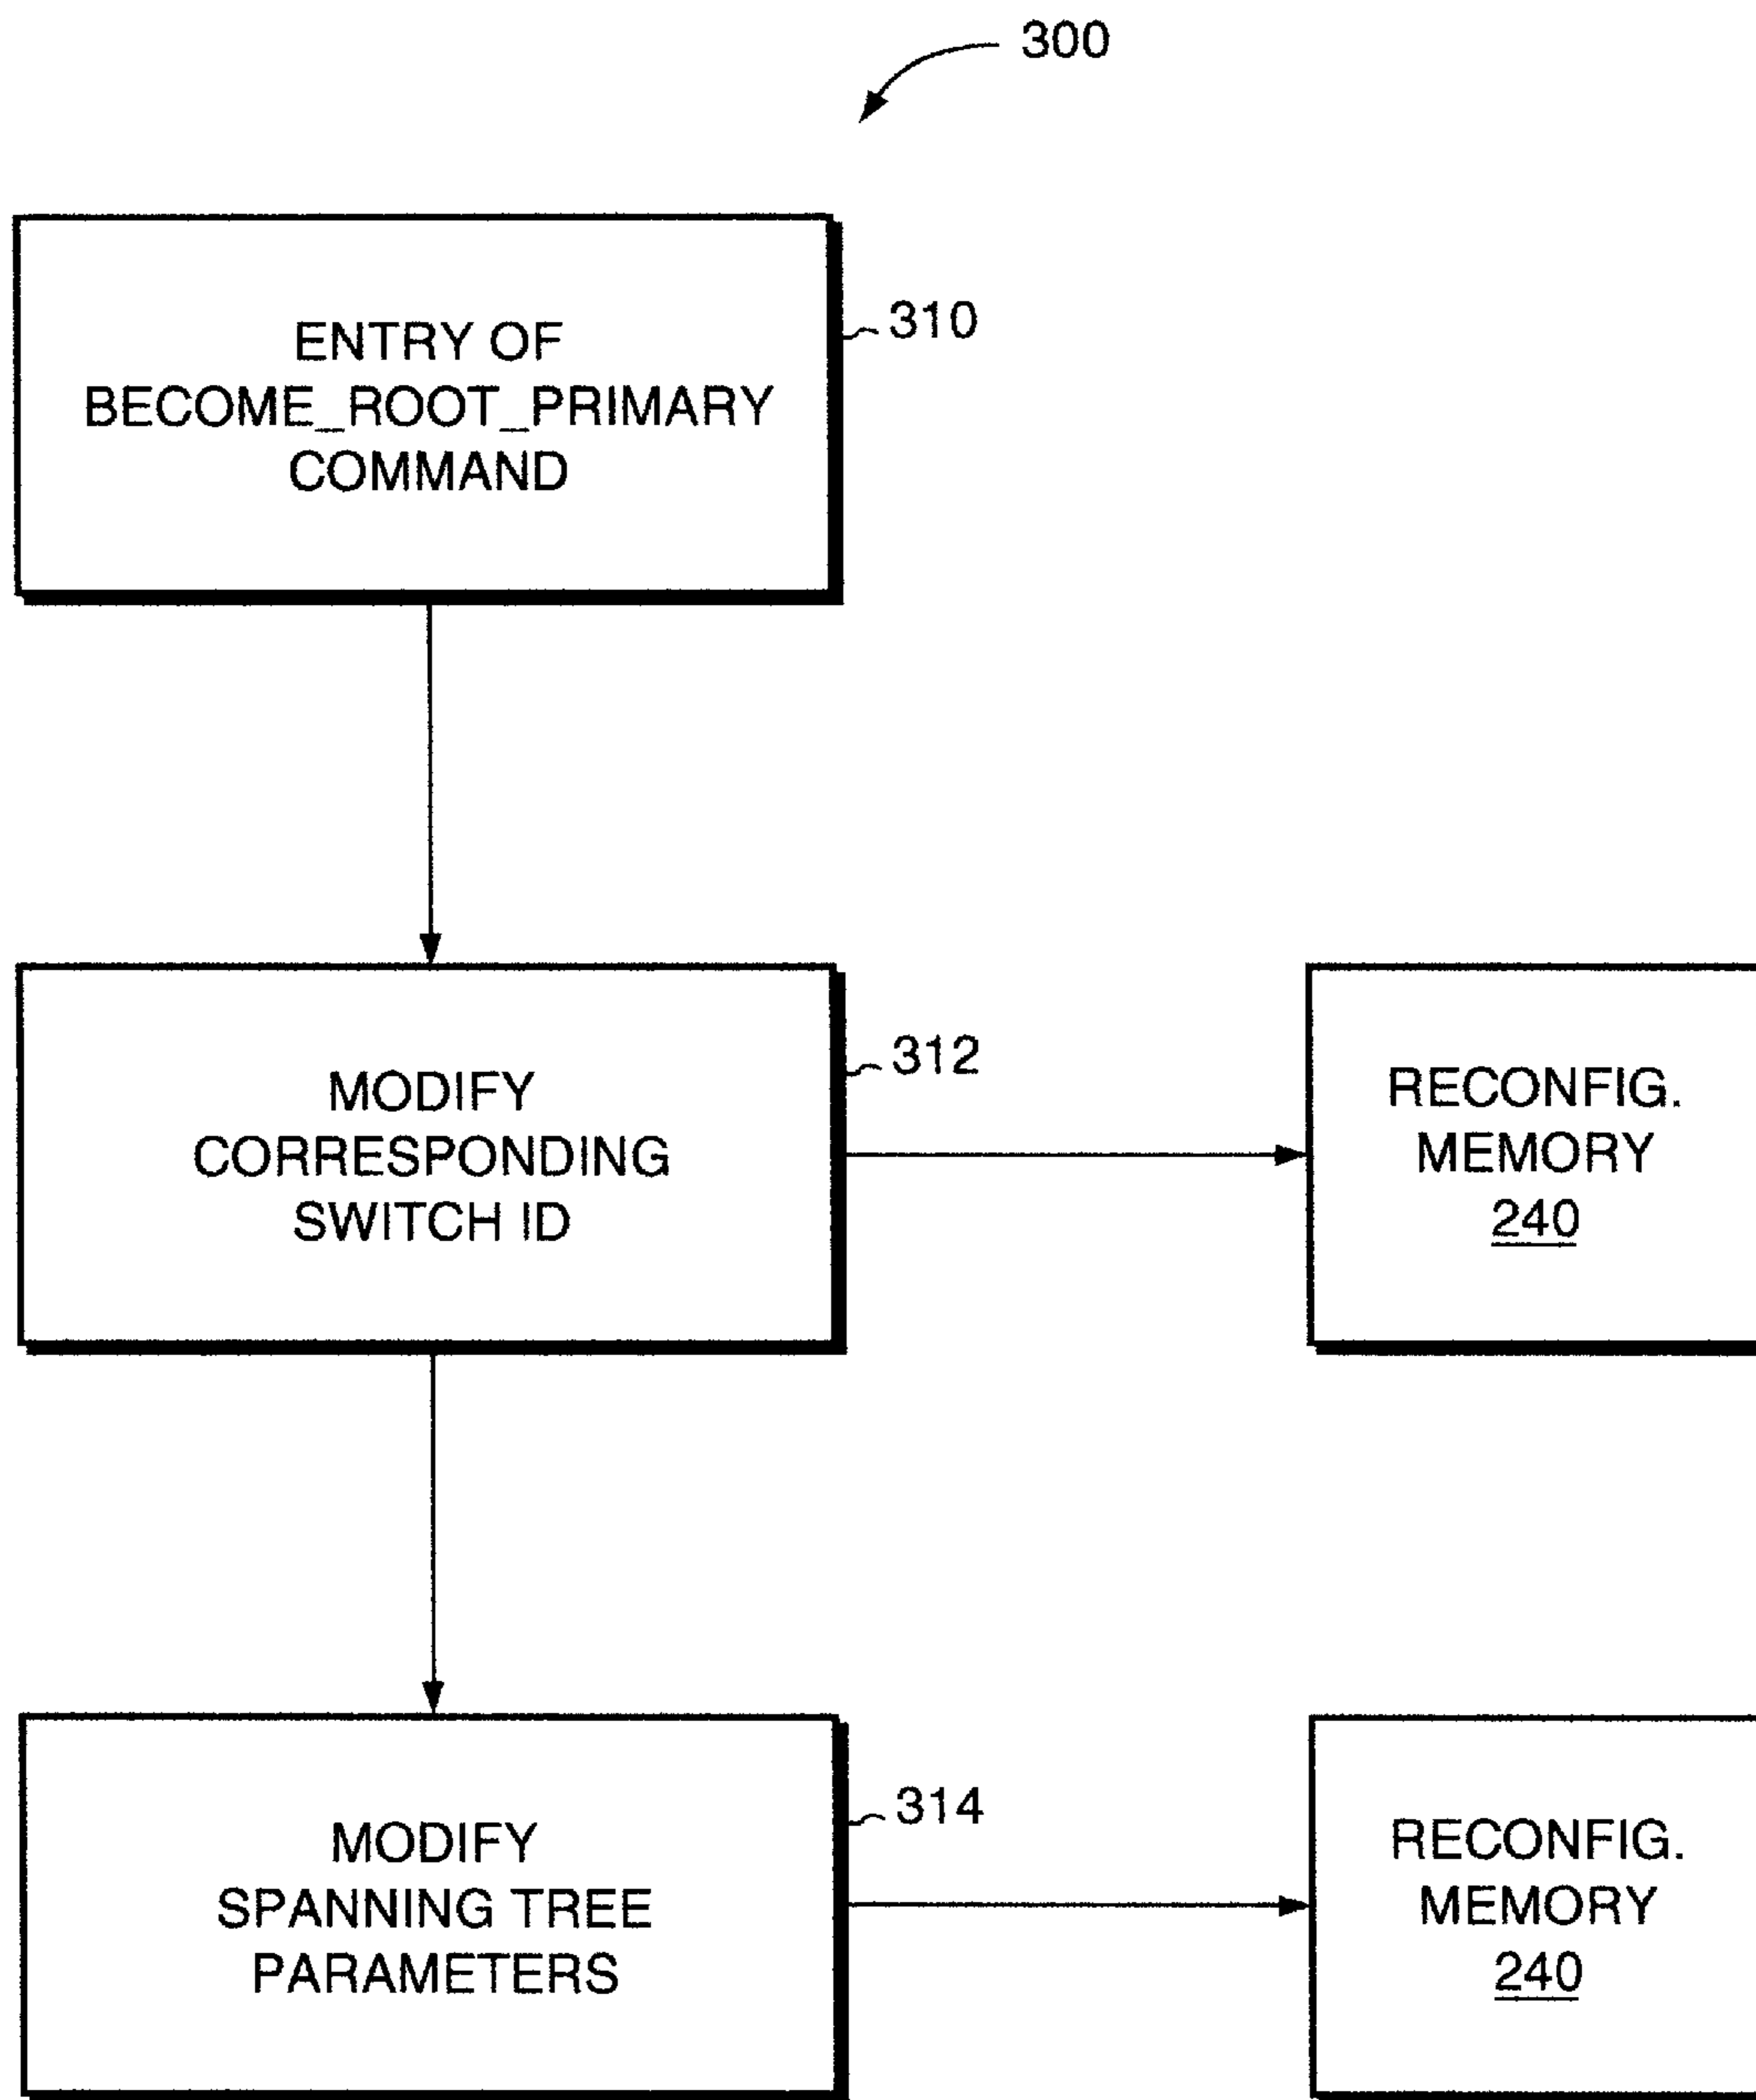 300
ENTRY OF
BECOME_ROOT_PRIMARY
COMMAND
310
MODIFY
CORRESPONDING
SWITCH ID
312
RECONFIG.
MEMORY
240
MODIFY
SPANNING TREE
PARAMETERS
314
RECONFIG.
MEMORY
240